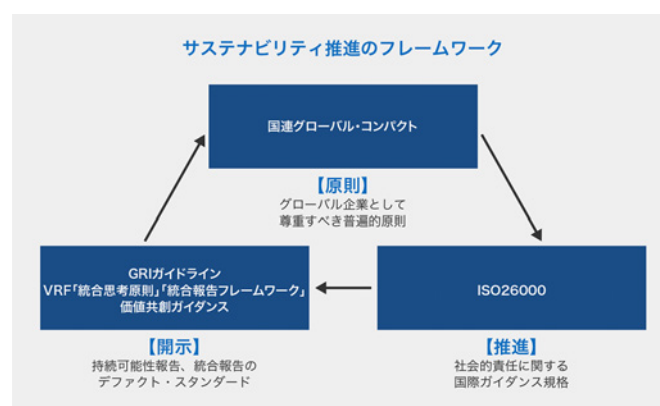 サステナビリティ推進のフレームワーク
国連グローバル・コンパクト
【原則】
グローバル企業として
尊重すべき普遍的原則
GRIガイドライン
VRF「統合思考原則」「統合報告フレームワーク」
価値共創ガイダンス
【開示】
持続可能性報告、統合報告の
デファクト・スタンダード
ISO26000
【推進】
社会的責任に関する
国際ガイダンス規格